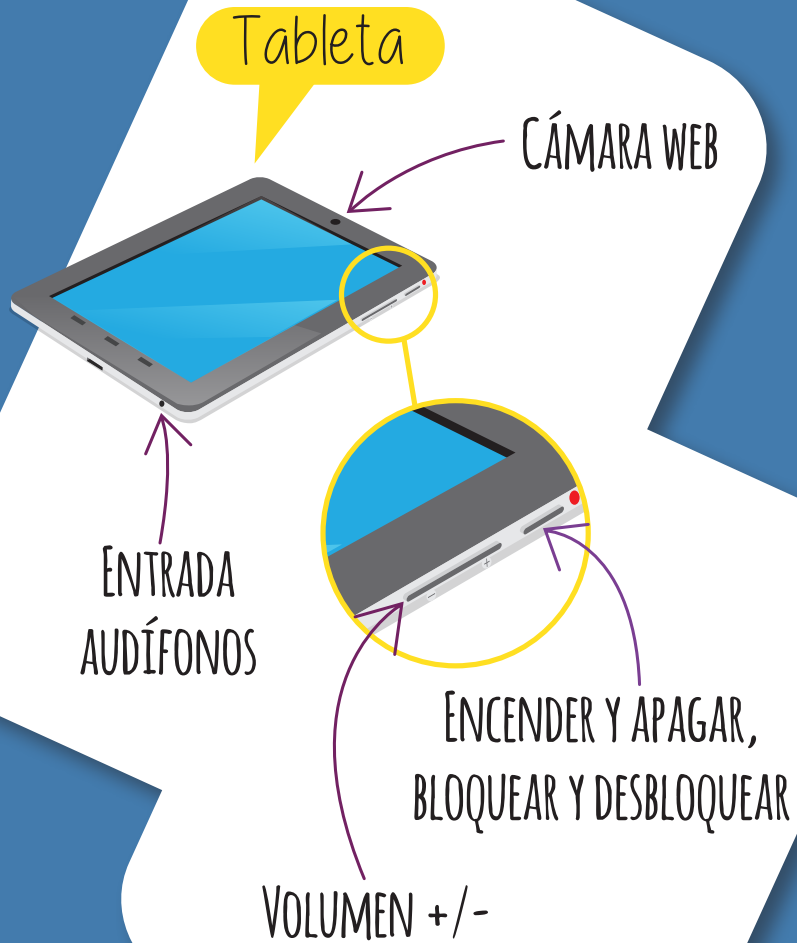 Tableta
CÁMARA WEB
ENTRADA
AUDÍFONOS
+
-
ENCENDER Y APAGAR,
BLOQUEAR Y DESBLOQUEAR
VOLUMEN +/-